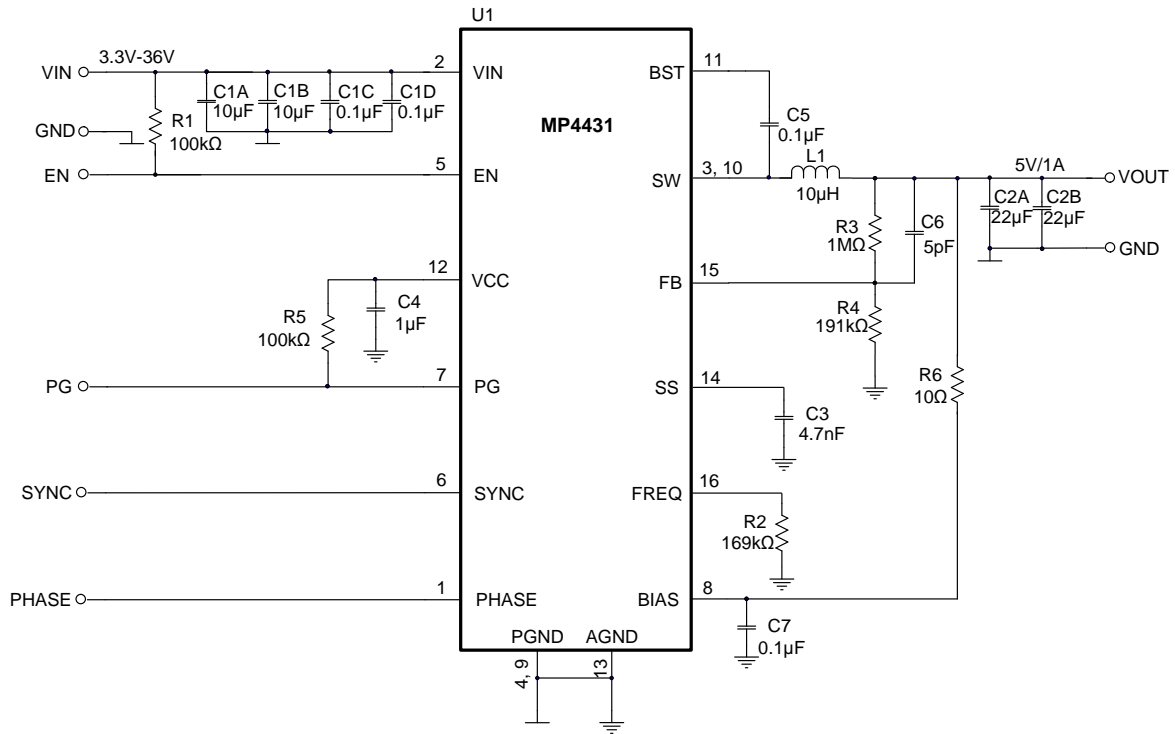 U1
MP4431
VIN
3.3V-36V
C1A
10µF
C1B
10µF
C1C
0.1µF
C1D
0.1µF
2
VIN
GND
R1
100kΩ
EN
5
EN
12
VCC
C4
1µF
R5
100kΩ
PG
7
PG
SYNC
6
SYNC
PHASE
1
PHASE
PGND
AGND
4, 9
13
BST
11
C5
0.1µF
SW
3, 10
L1
10µH
5V/1A
VOUT
C2A
22µF
C2B
22µF
GND
R3
1MΩ
C6
5pF
FB
15
R4
191kΩ
R6
10Ω
SS
14
C3
4.7nF
FREQ
16
R2
169kΩ
BIAS
8
C7
0.1µF